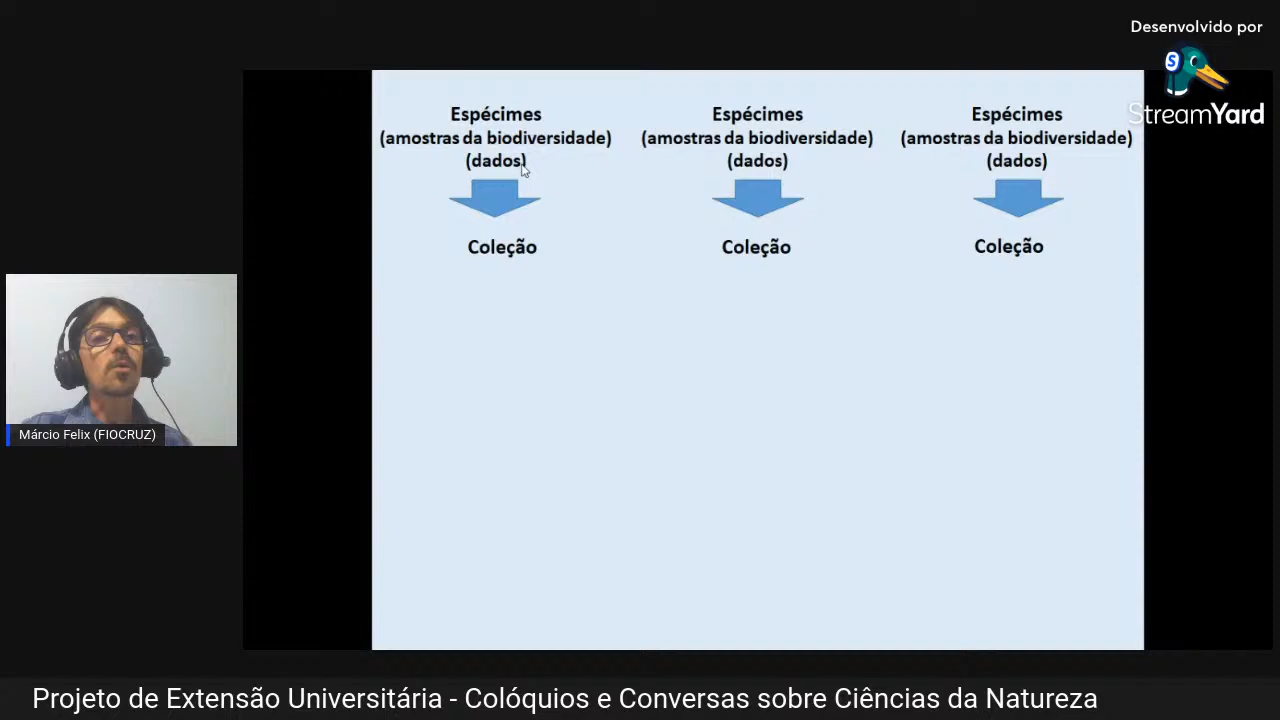 Desenvolvido por
StreamYard
Espécimes
(amostras da biodiversidade)
(dados)
Coleção
Espécimes
(amostras da biodiversidade)
(dados)
Coleção
Espécimes
(amostras da biodiversidade)
(dados)
Coleção
Márcio Felix (FIOCRUZ)
Projeto de Extensão Universitária - Colóquios e Conversas sobre Ciências da Natureza